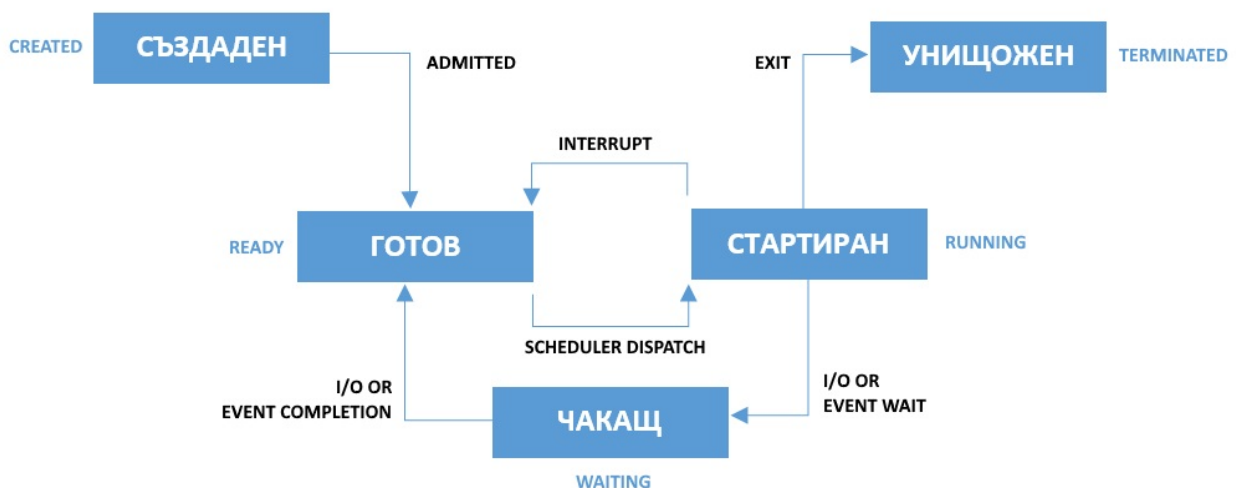 CREATED
СЪЗДАДЕН
ADMITTED
EXIT
УНИЩОЖЕН
TERMINATED
INTERRUPT
READY
ГОТОВ
СТАРТИРАН
RUNNING
SCHEDULER DISPATCH
I/O OR
EVENT COMPLETION
ЧАКАЩ
I/O OR
EVENT WAIT
WAITING